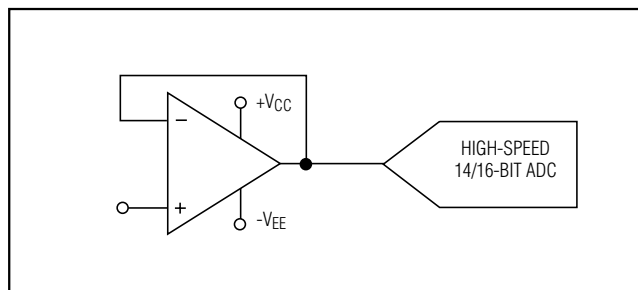 +VCC
−
HIGH-SPEED
14/16-BIT ADC
+
-VEE